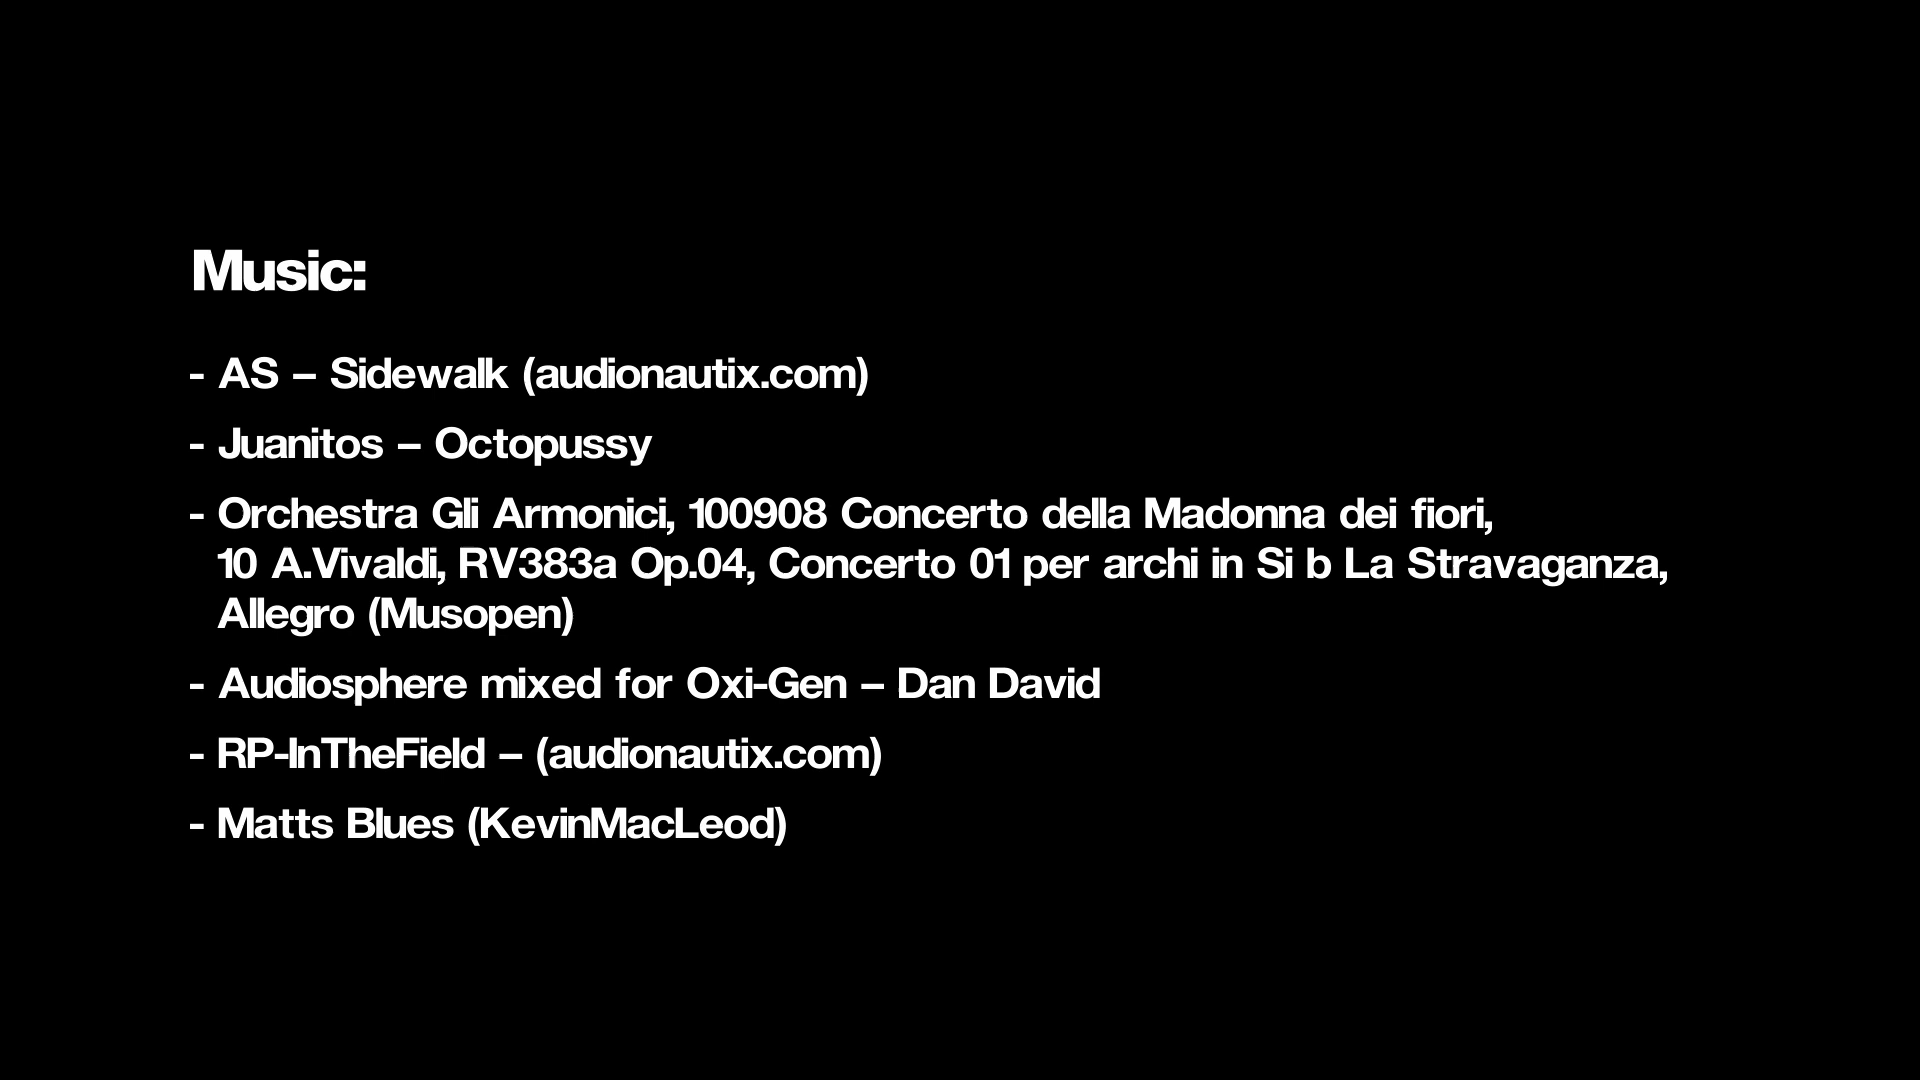 Music:
- AS – Sidewalk (audionautix.com)
- Juanitos – Octopussy
- Orchestra Gli Armonici, 100908 Concerto della Madonna dei fiori,
10 A.Vivaldi, RV383a Op.04, Concerto 01 per archi in Si b La Stravaganza,
Allegro (Musopen)
- Audiosphere mixed for Oxi-Gen – Dan David
- RP-InTheField – (audionautix.com)
- Matts Blues (KevinMacLeod)